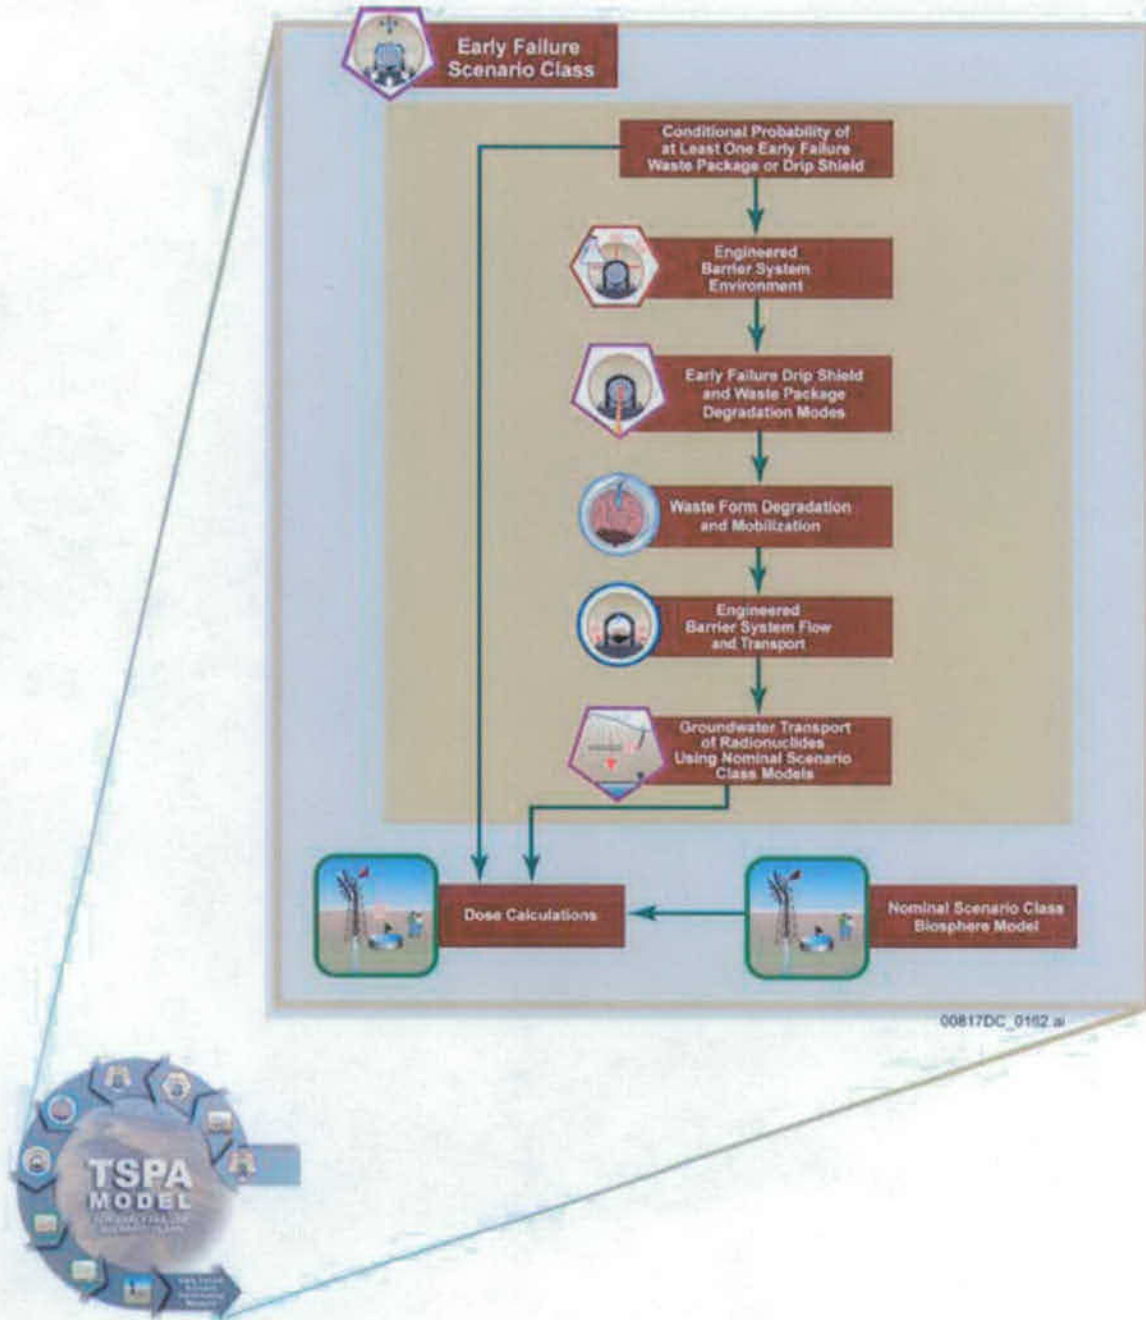 Early Failure
Scenario Class
Conditional Probability of
at Least One Early Failure
Waste Package or Drip Shield
Engineered
Barrier System
Environment
Early Failure Drip Shield
and Waste Package
Degradation Modes
Waste Form Degradation
and Mobilization
Engineered
Barrier System Flow
and Transport
Groundwater Transport
of Radionuclides
Using Nominal Scenario
Class Models
Dose Calculations
Nominal Scenario Class
Biosphere Model
00817DC_0162.ai
TSPA
MODEL